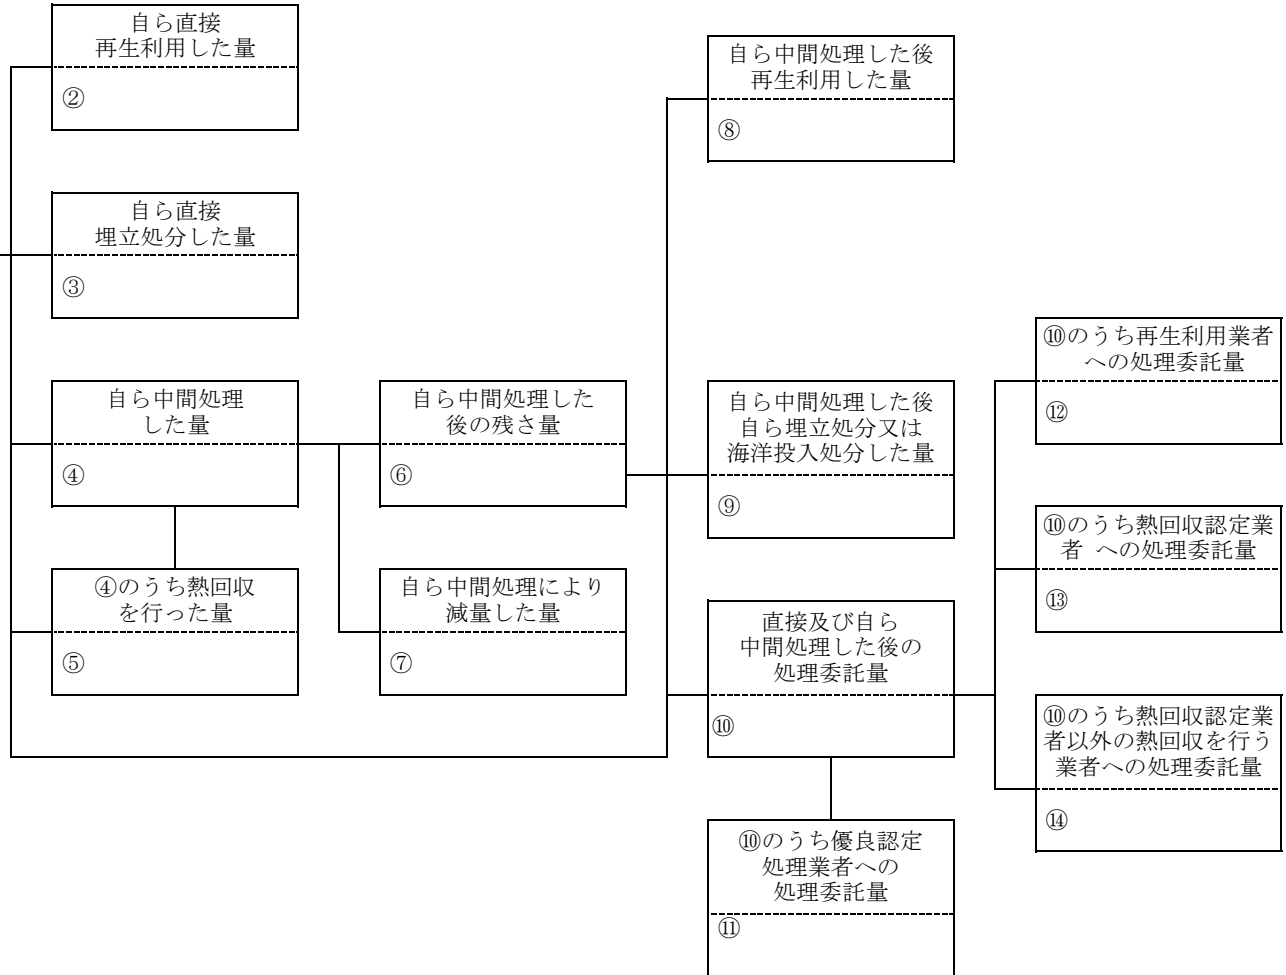 自ら直接
再生利用した量
②
自ら直接
埋立処分した量
③
自ら中間処理
した量
④
④のうち熱回収
を行った量
⑤
自ら中間処理した
後の残さ量
⑥
自ら中間処理により
減量した量
⑦
自ら中間処理した後
再生利用した量
⑧
自ら中間処理した後
自ら埋立処分又は
海洋投入処分した量
⑨
直接及び自ら
中間処理した後の
処理委託量
⑩
⑩のうち優良認定
処理業者への
処理委託量
⑪
⑩のうち再生利用業者
への処理委託量
⑫
⑩のうち熱回収認定業
者 への処理委託量
⑬
⑩のうち熱回収認定業
者以外の熱回収を行う
業者への処理委託量
⑭